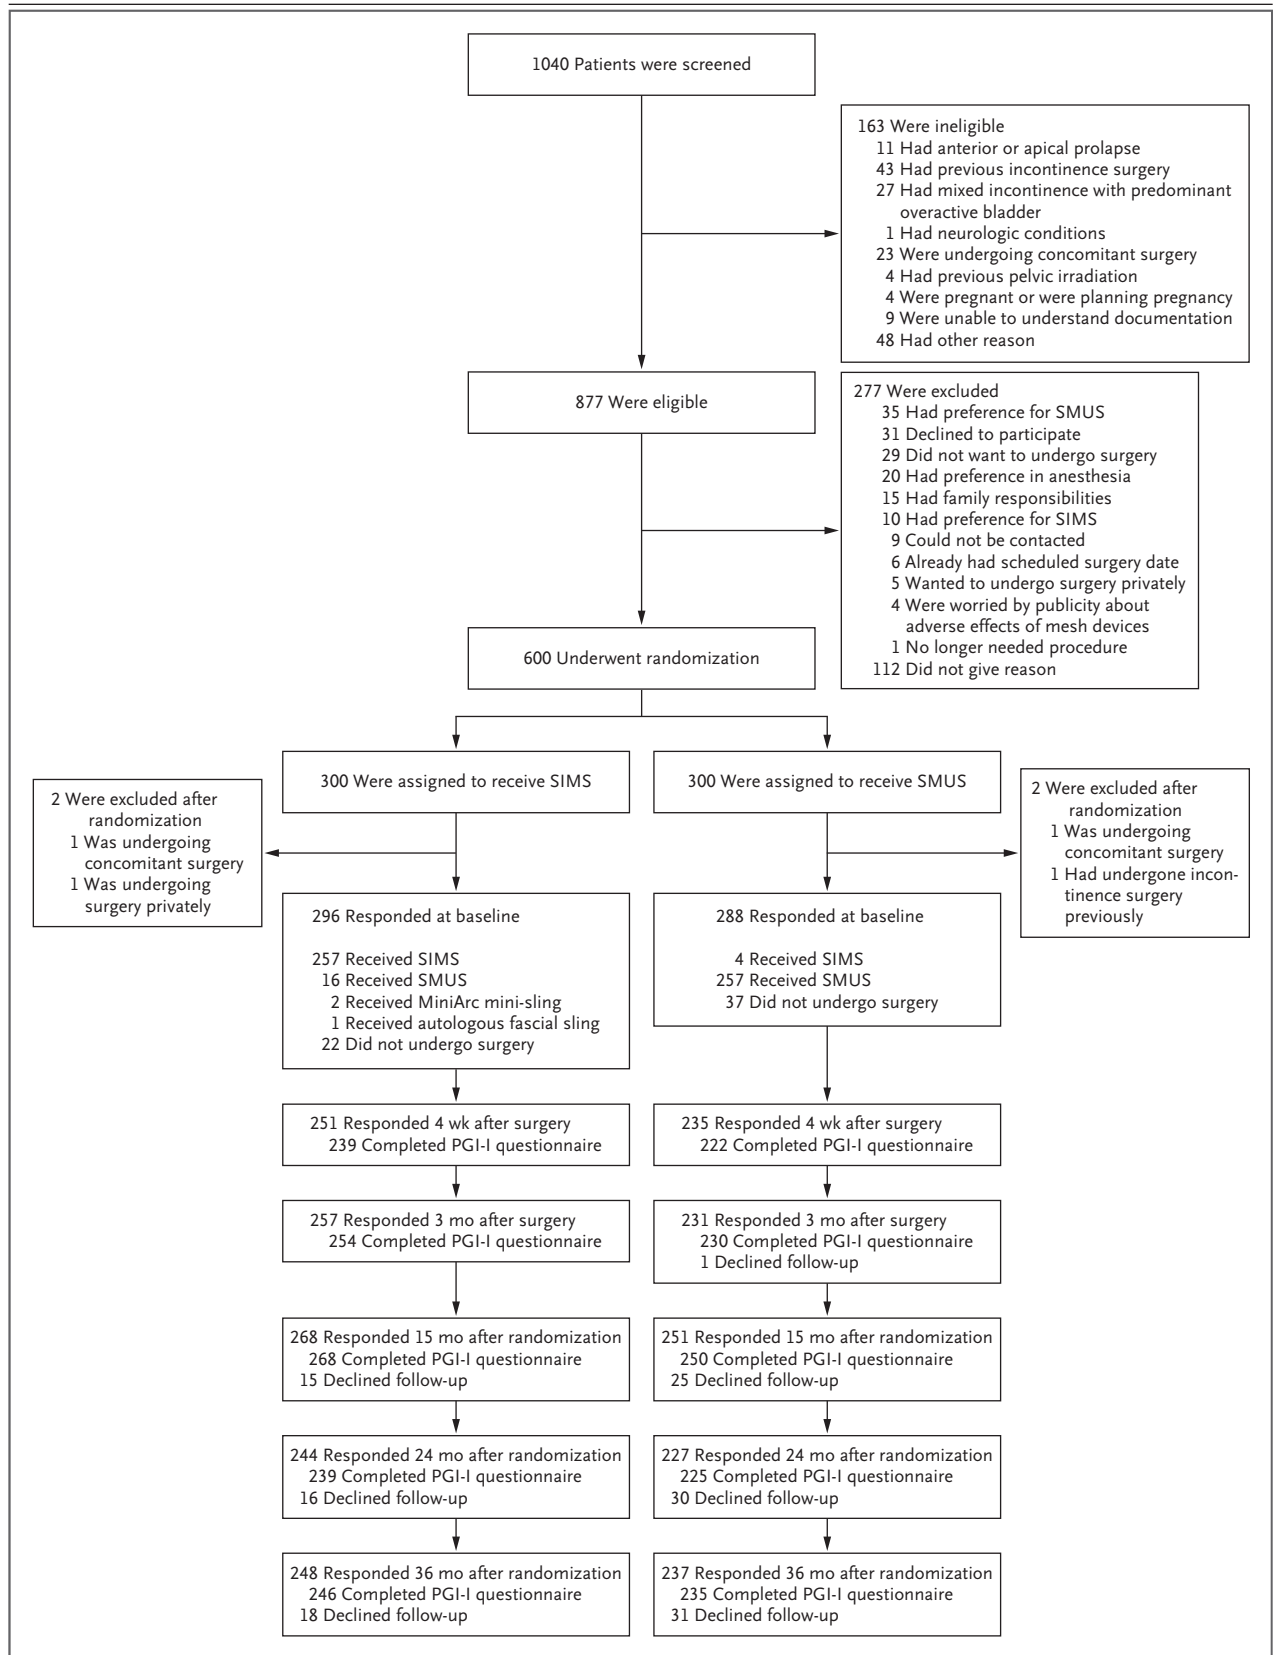 1040 Patients were screened
163 Were ineligible
11 Had anterior or apical prolapse
43 Had previous incontinence surgery
27 Had mixed incontinence with predominant
overactive bladder
1 Had neurologic conditions
23 Were undergoing concomitant surgery
4 Had previous pelvic irradiation
4 Were pregnant or were planning pregnancy
9 Were unable to understand documentation
48 Had other reason
877 Were eligible
277 Were excluded
35 Had preference for SMUS
31 Declined to participate
29 Did not want to undergo surgery
20 Had preference in anesthesia
15 Had family responsibilities
10 Had preference for SIMS
9 Could not be contacted
6 Already had scheduled surgery date
5 Wanted to undergo surgery privately
4 Were worried by publicity about
adverse effects of mesh devices
1 No longer needed procedure
112 Did not give reason
600 Underwent randomization
300 Were assigned to receive SIMS
300 Were assigned to receive SMUS
2 Were excluded after
randomization
1 Was undergoing
concomitant surgery
1 Was undergoing
surgery privately
2 Were excluded after
randomization
1 Was undergoing
concomitant surgery
1 Had undergone incon-
tinence surgery
previously
296 Responded at baseline
257 Received SIMS
16 Received SMUS
2 Received MiniArc mini-sling
1 Received autologous fascial sling
22 Did not undergo surgery
288 Responded at baseline
4 Received SIMS
257 Received SMUS
37 Did not undergo surgery
251 Responded 4 wk after surgery
239 Completed PGI-I questionnaire
235 Responded 4 wk after surgery
222 Completed PGI-I questionnaire
257 Responded 3 mo after surgery
254 Completed PGI-I questionnaire
231 Responded 3 mo after surgery
230 Completed PGI-I questionnaire
1 Declined follow-up
268 Responded 15 mo after randomization
268 Completed PGI-I questionnaire
15 Declined follow-up
251 Responded 15 mo after randomization
250 Completed PGI-I questionnaire
25 Declined follow-up
244 Responded 24 mo after randomization
239 Completed PGI-I questionnaire
16 Declined follow-up
227 Responded 24 mo after randomization
225 Completed PGI-I questionnaire
30 Declined follow-up
248 Responded 36 mo after randomization
246 Completed PGI-I questionnaire
18 Declined follow-up
237 Responded 36 mo after randomization
235 Completed PGI-I questionnaire
31 Declined follow-up